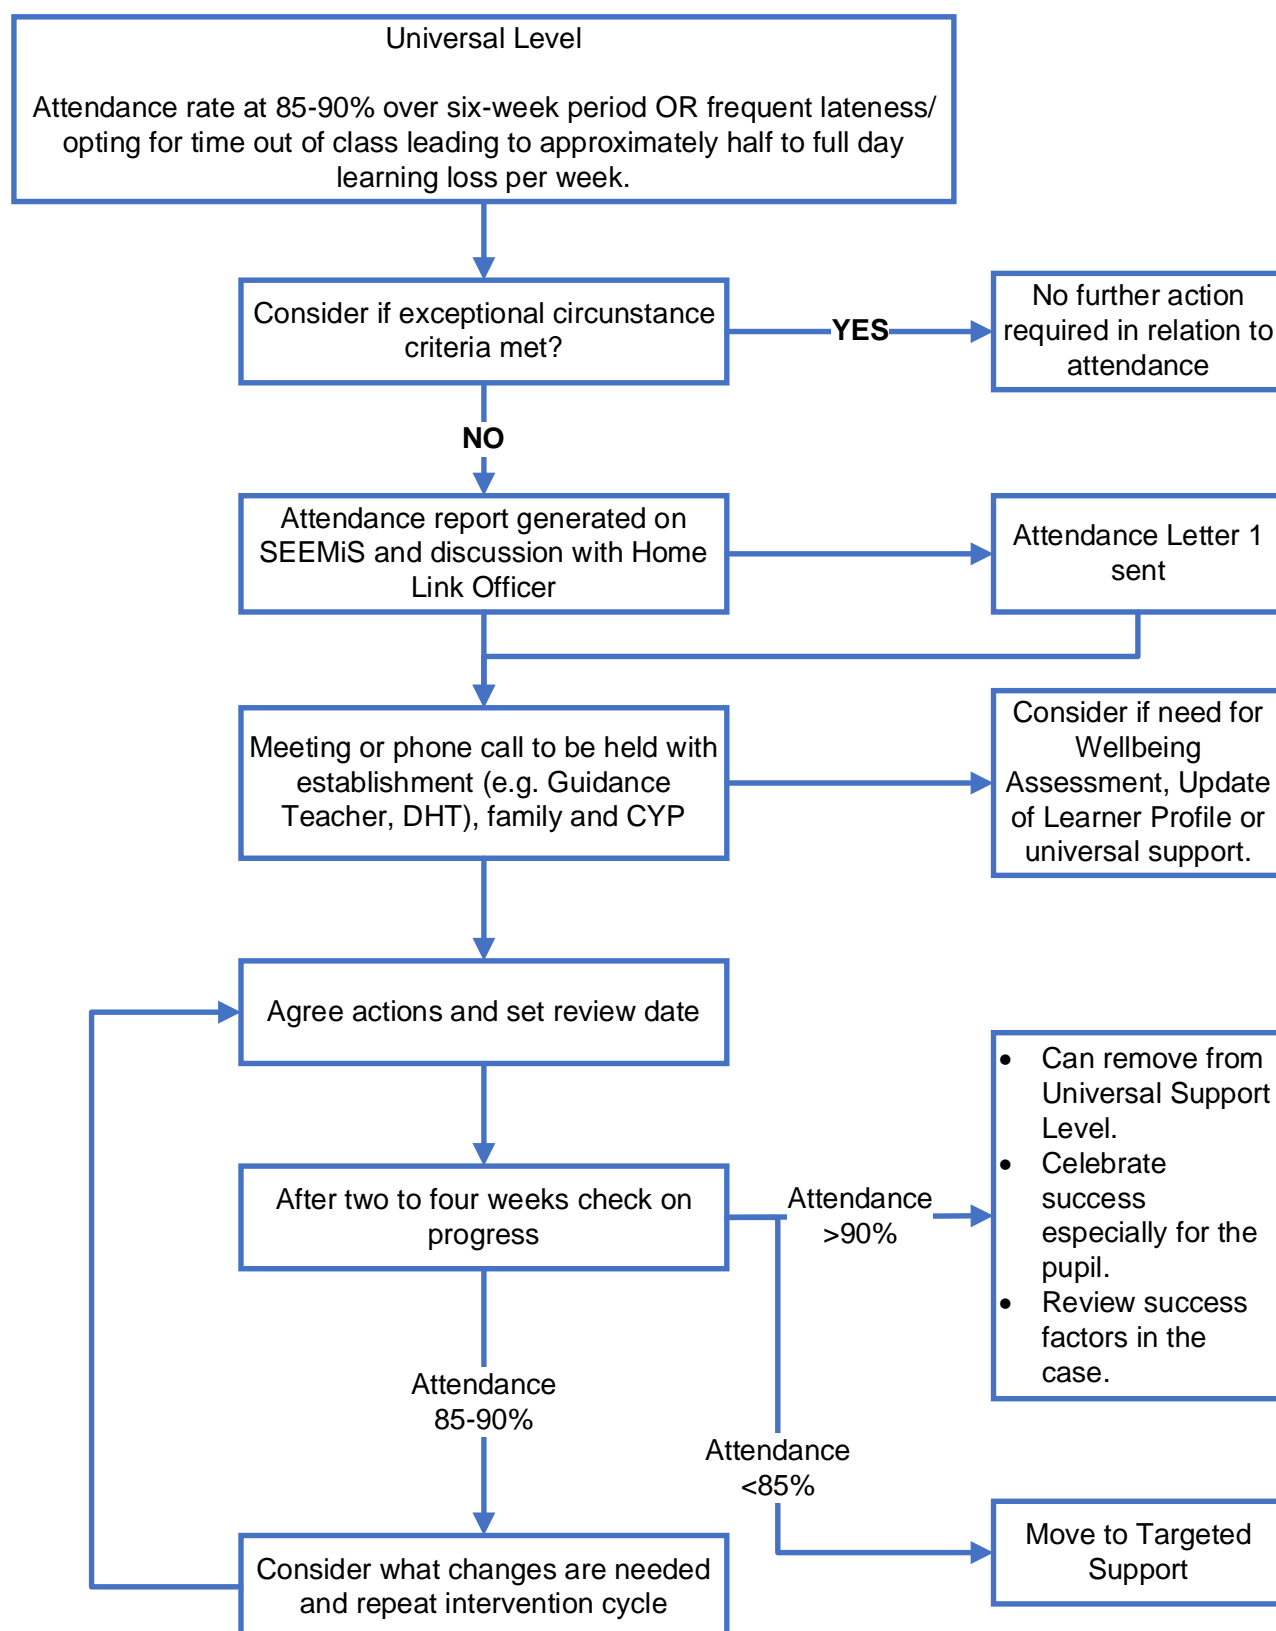 Universal Level
Attendance rate at 85-90% over six-week period OR frequent lateness/
opting for time out of class leading to approximately half to full day
learning loss per week.
Consider if exceptional circunstance
criteria met?
YES
No further action
required in relation to
attendance
NO
Attendance report generated on
SEEMiS and discussion with Home
Link Officer
Attendance Letter 1
sent
Meeting or phone call to be held with
establishment (e.g. Guidance
Teacher, DHT), family and CYP
Consider if need for
Wellbeing
Assessment, Update
of Learner Profile or
universal support.
Agree actions and set review date
After two to four weeks check on
progress
Attendance
>90%
• Can remove from
Universal Support
Level.
• Celebrate
success
especially for the
pupil.
• Review success
factors in the
case.
Attendance
85-90%
Attendance
<85%
Move to Targeted
Support
Consider what changes are needed
and repeat intervention cycle